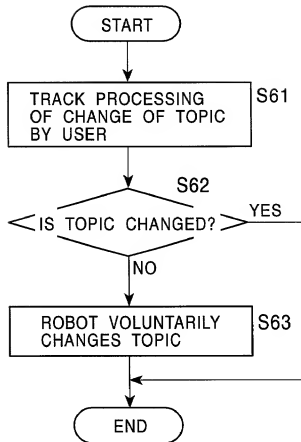 START
TRACK PROCESSING
OF CHANGE OF TOPIC
BY USER
S61
S62
IS TOPIC CHANGED?
YES
NO
ROBOT VOLUNTARILY
CHANGES TOPIC
S63
END